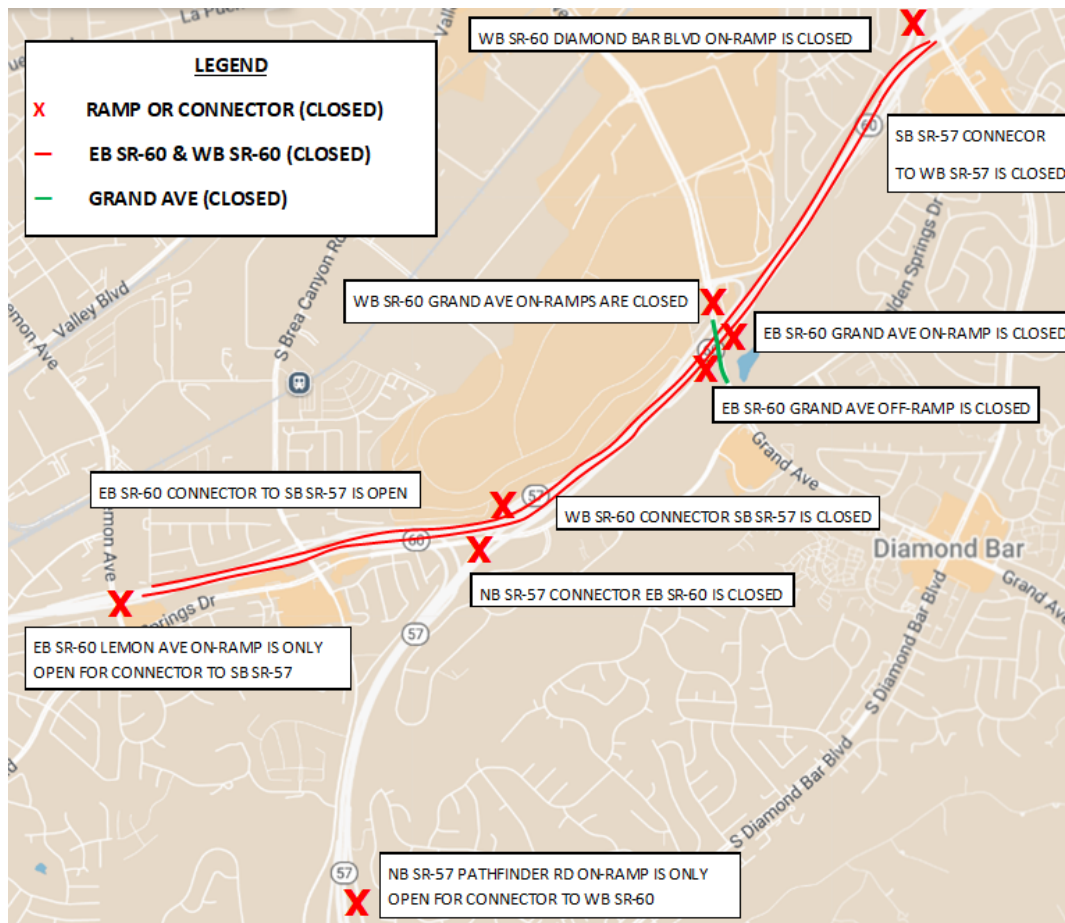 La Puen
WB SR-60 DIAMOND BAR BLVD ON-RAMP IS CLOSED
LEGEND
X RAMP OR CONNECTOR (CLOSED)
EB SR-60 & WB SR-60 (CLOSED)
GRAND AVE (CLOSED)
60
SB SR-57 CONNECOR
TO WB SR-57 IS CLOSED
Valley Blvd
S Brea Canyon Rd
WB SR-60 GRAND AVE ON-RAMPS ARE CLOSED
EB SR-60 GRAND AVE ON-RAMP IS CLOSED
EB SR-60 GRAND AVE OFF-RAMP IS CLOSED
Grand Ave
EB SR-60 CONNECTOR TO SB SR-57 IS OPEN
57
WB SR-60 CONNECTOR SB SR-57 IS CLOSED
60
Diamond Bar
NB SR-57 CONNECTOR EB SR-60 IS CLOSED
Grand Ave
57
EB SR-60 LEMON AVE ON-RAMP IS ONLY
OPEN FOR CONNECTOR TO SB SR-57
S Diamond Bar Blvd
S Diamond Bar Blvd
57
NB SR-57 PATHFINDER RD ON-RAMP IS ONLY
OPEN FOR CONNECTOR TO WB SR-60